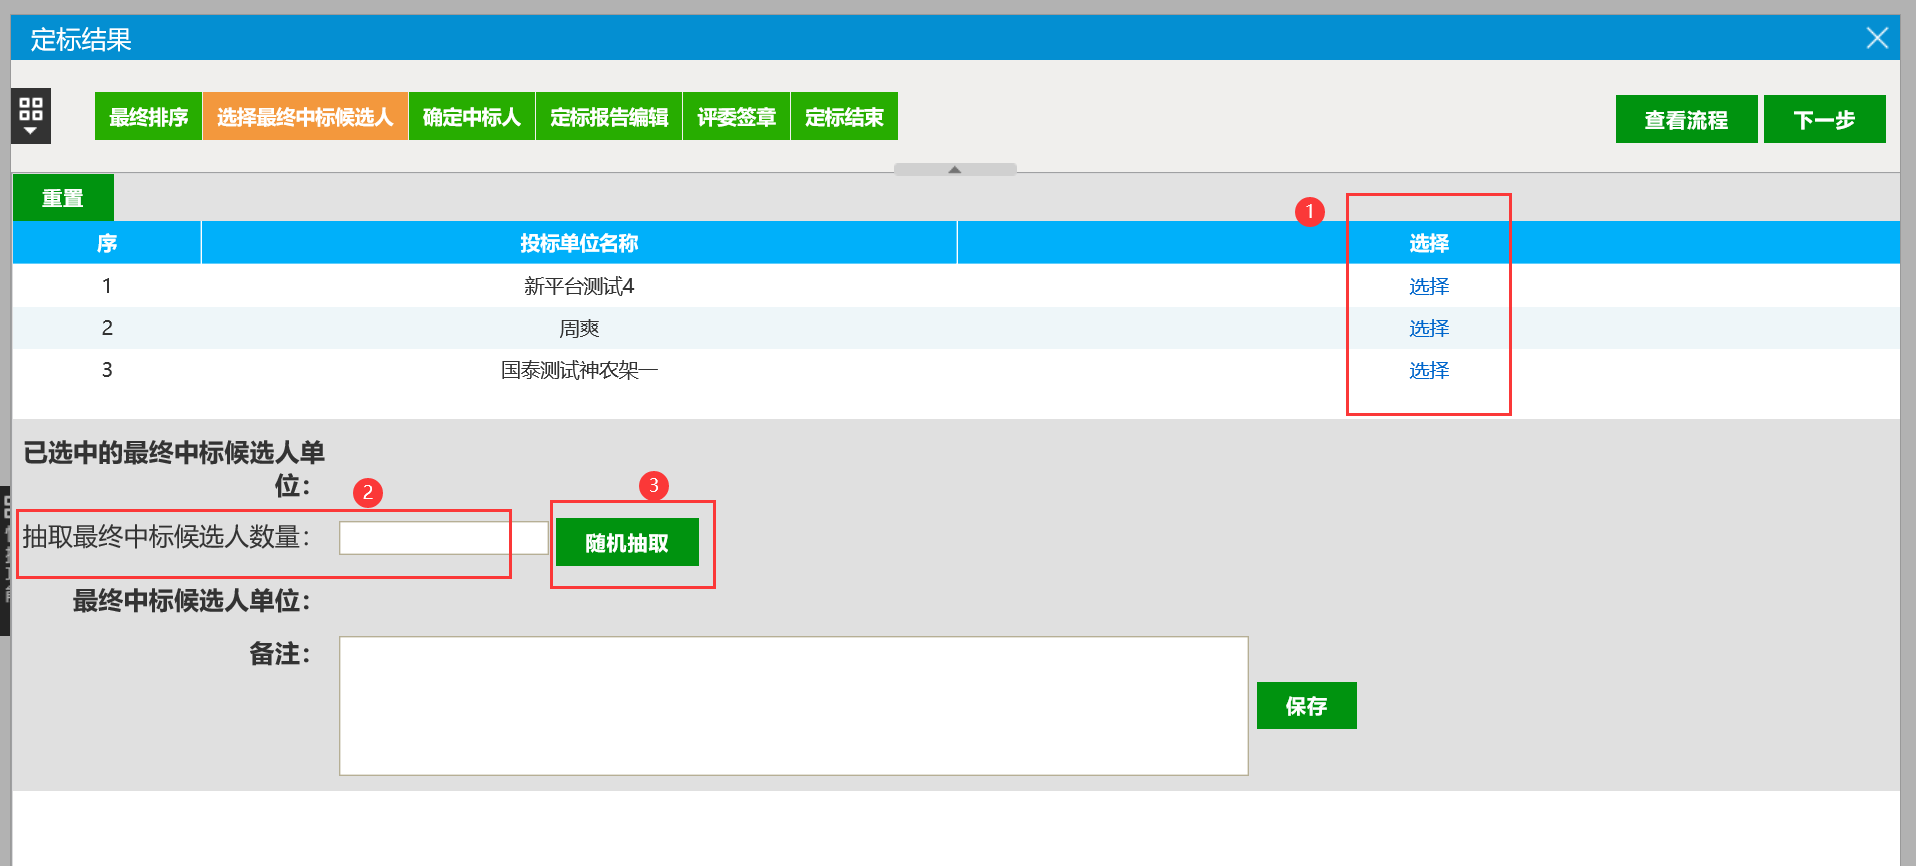 定标结果
最终排序 选择最终中标候选人 确定中标人 定标报告编辑 评委签章 定标结束 查看流程 下一步
重置
1
序 投标单位名称 选择
1 新平台测试4 选择
2 周爽 选择
3 国泰测试神农架一 选择
已选中的最终中标候选人单
位：
2 3
抽取最终中标候选人数量： 随机抽取
最终中标候选人单位：
备注：
保存